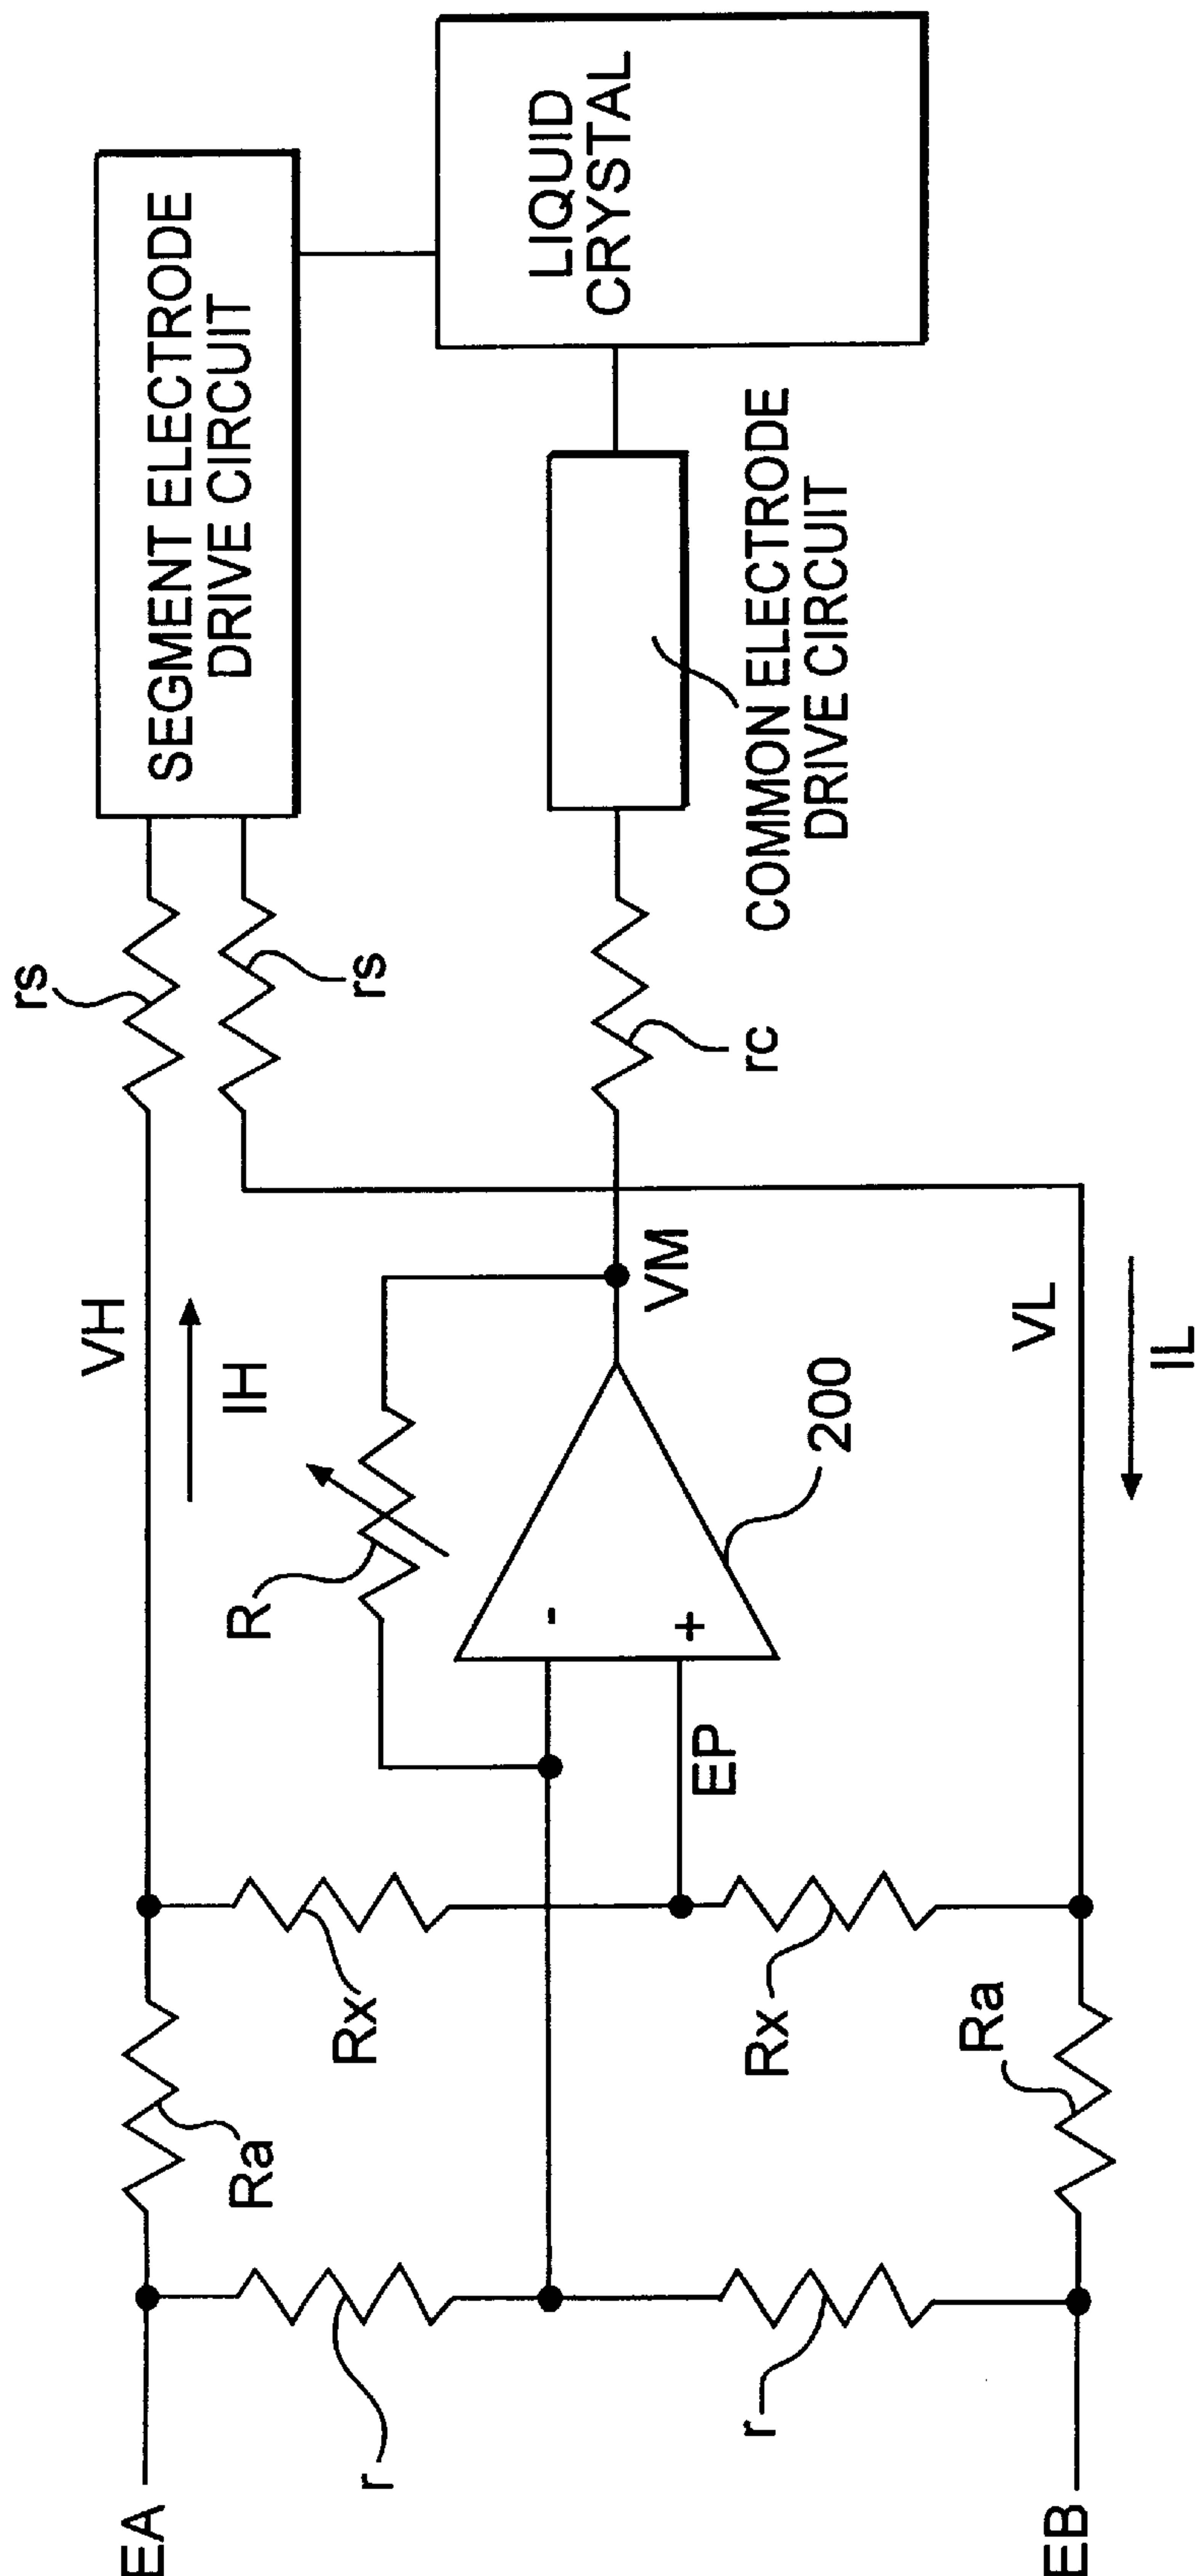 SEGMENT ELECTRODE
DRIVE CIRCUIT
LIQUID
CRYSTAL
COMMON ELECTRODE
DRIVE CIRCUIT
rs
rs
rc
VH
IH
VM
VL
IL
R
200
-
+
EP
Rx
Rx
Ra
Ra
r
r
EA
EB